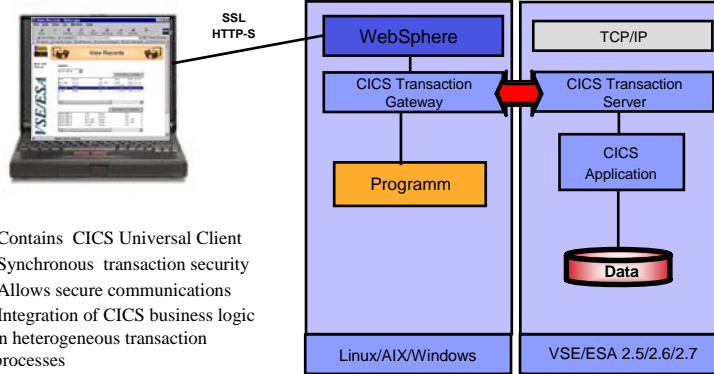 SSL
HTTP-S
View Records
VSE/ESA
WebSphere
CICS Transaction
Gateway
Programm
Linux/AIX/Windows
TCP/IP
CICS Transaction
Server
CICS
Application
Data
VSE/ESA 2.5/2.6/2.7
Contains CICS Universal Client
Synchronous transaction security
Allows secure communications
Integration of CICS business logic
n heterogeneous transaction
processes